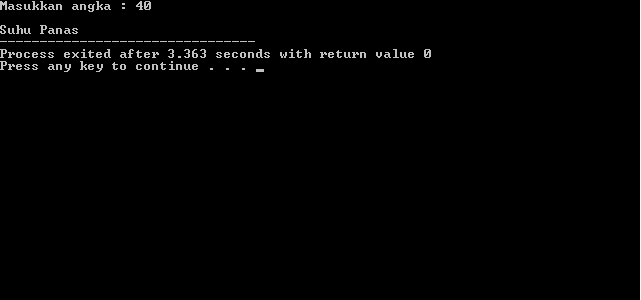 Masukkan angka : 40
Suhu Panas
--------------------------------
Process exited after 3.363 seconds with return value 0
Press any key to continue . . . _